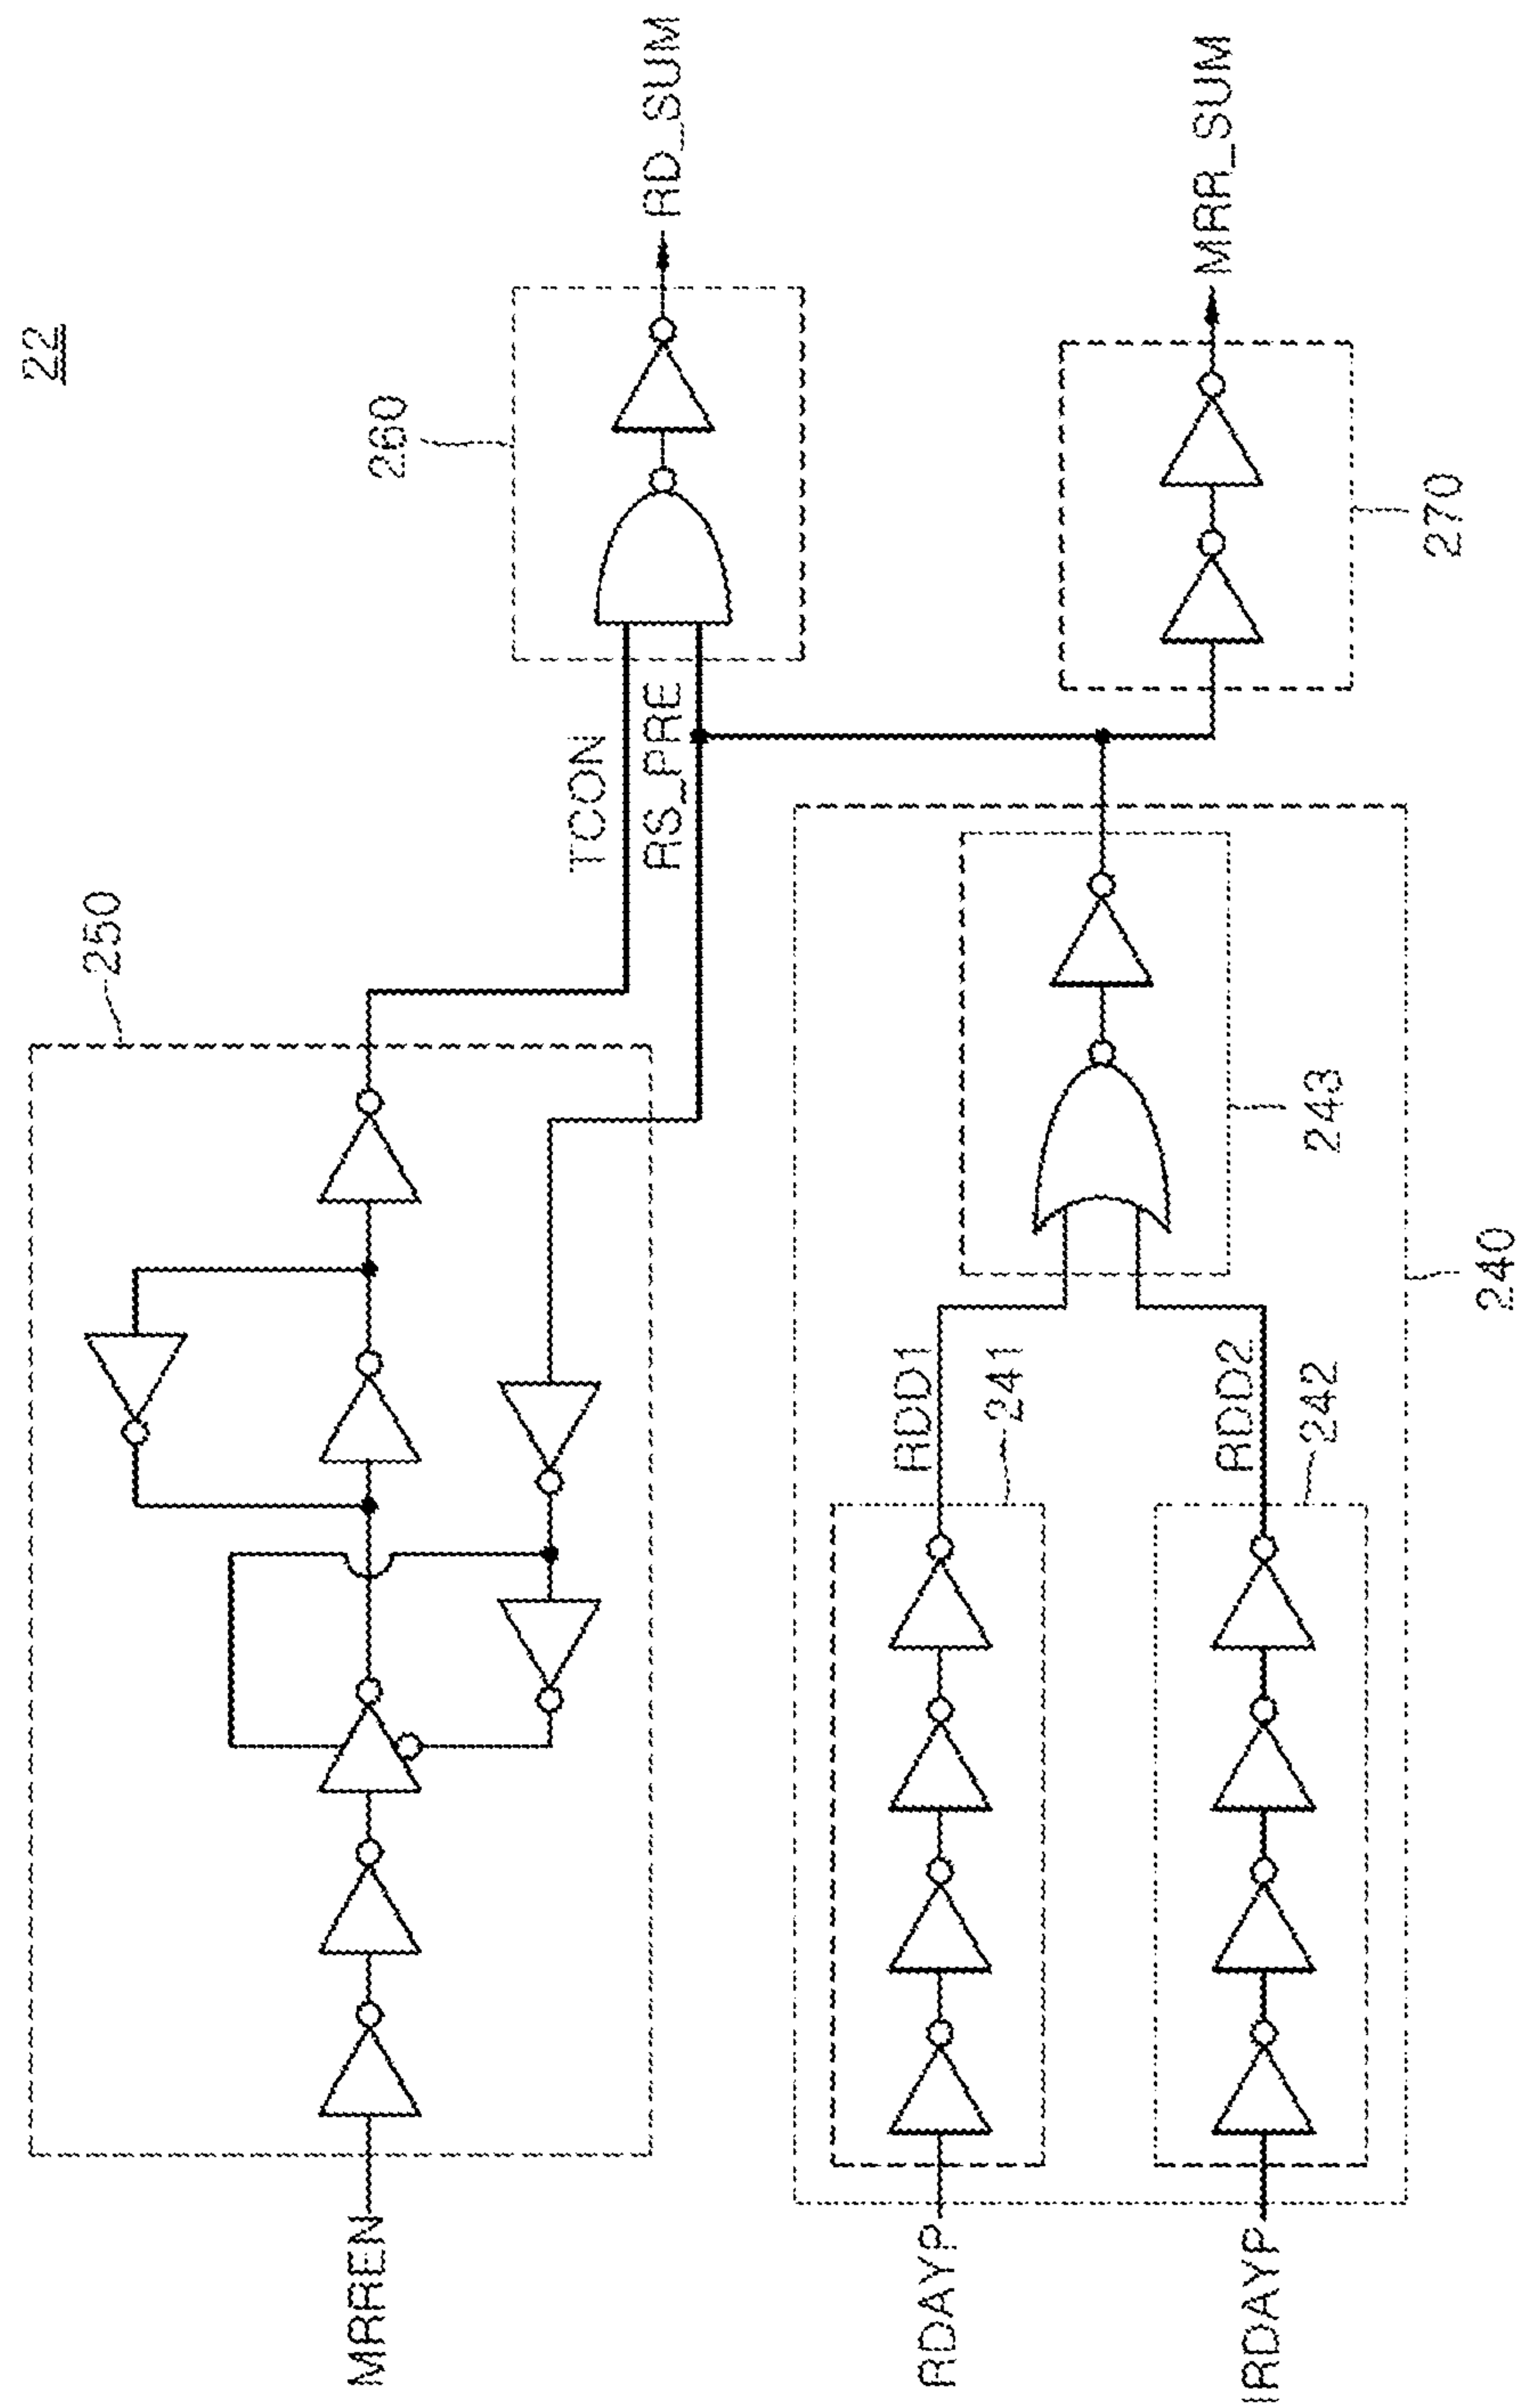 22
MRREN
250
TCON
RS_PRE
260
RD_SUM
RDAYP
IRDAYP
RDD1
241
RDD2
242
243
240
270
MRR_SUM